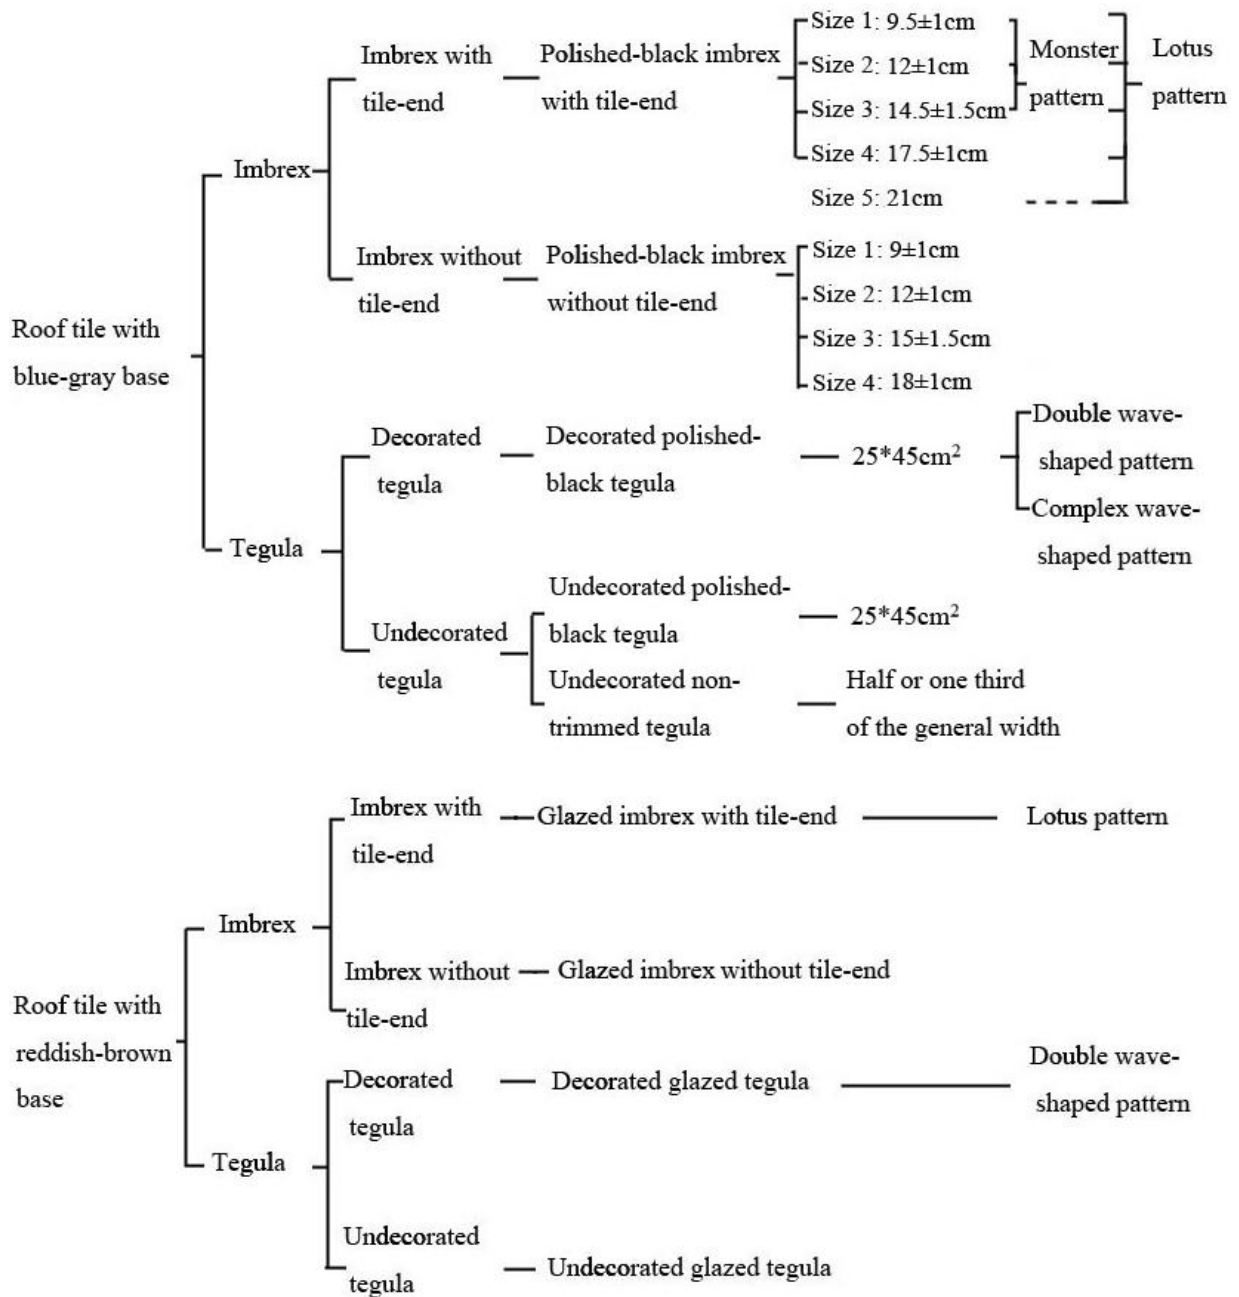 Imbrex with
tile-end
Polished-black imbrex
with tile-end
Size 1: 9.5±1cm
Size 2: 12±1cm
Size 3: 14.5±1.5cm
Size 4: 17.5±1cm
Size 5: 21cm
Monster
pattern
Lotus
pattern
Imbrex
Imbrex without
tile-end
Polished-black imbrex
without tile-end
Size 1: 9±1cm
Size 2: 12±1cm
Size 3: 15±1.5cm
Size 4: 18±1cm
Roof tile with
blue-gray base
Decorated
tegula
Decorated polished-
black tegula
25*45cm²
Double wave-
shaped pattern
Complex wave-
shaped pattern
Tegula
Undecorated
tegula
Undecorated polished-
black tegula
25*45cm²
Undecorated non-
trimmed tegula
Half or one third
of the general width
Imbrex with
tile-end
Glazed imbrex with tile-end
Lotus pattern
Imbrex
Imbrex without
tile-end
Glazed imbrex without tile-end
Roof tile with
reddish-brown
base
Decorated
tegula
Decorated glazed tegula
Double wave-
shaped pattern
Tegula
Undecorated
tegula
Undecorated glazed tegula